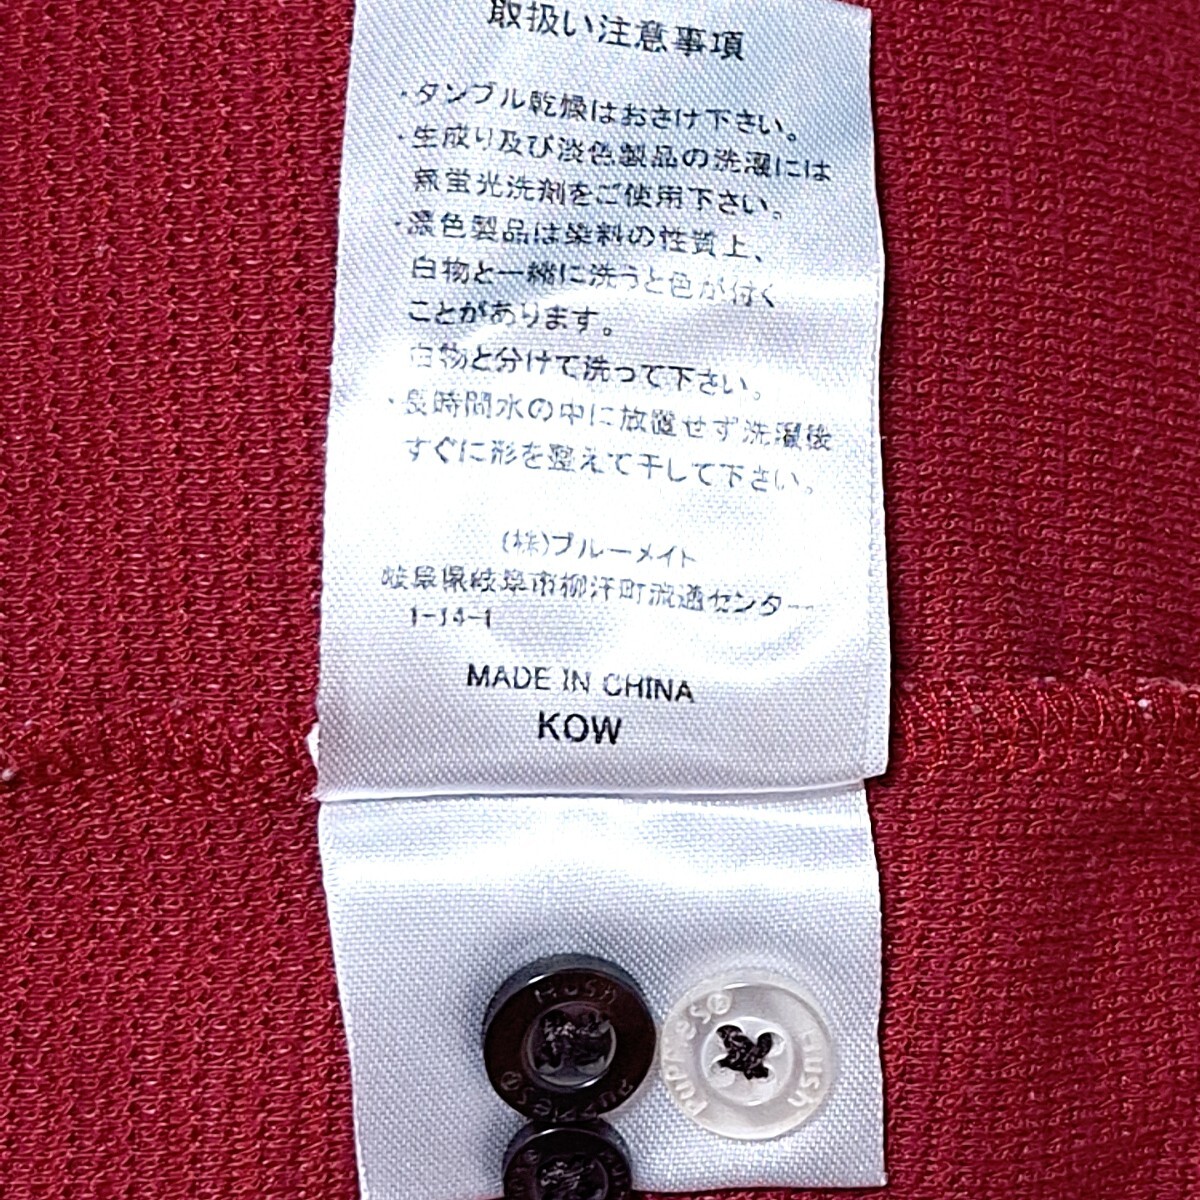 取扱い注意事項
・タンブル乾燥はおさけ下さい。
・生成り及び淡色製品の洗濯には
無蛍光洗剤をご使用下さい。
・濃色製品は染料の性質上、
白物と一緒に洗うと色が付く
ことがあります。
白物と分けて洗って下さい。
・長時間水の中に放置せず洗濯後
すぐに形を整えて干して下さい。
(株)ブルーメイト
岐阜県岐阜市柳津町流通センター
1-14-1
MADE IN CHINA
KOW
Hush
Puppies®
Hush
Puppies®